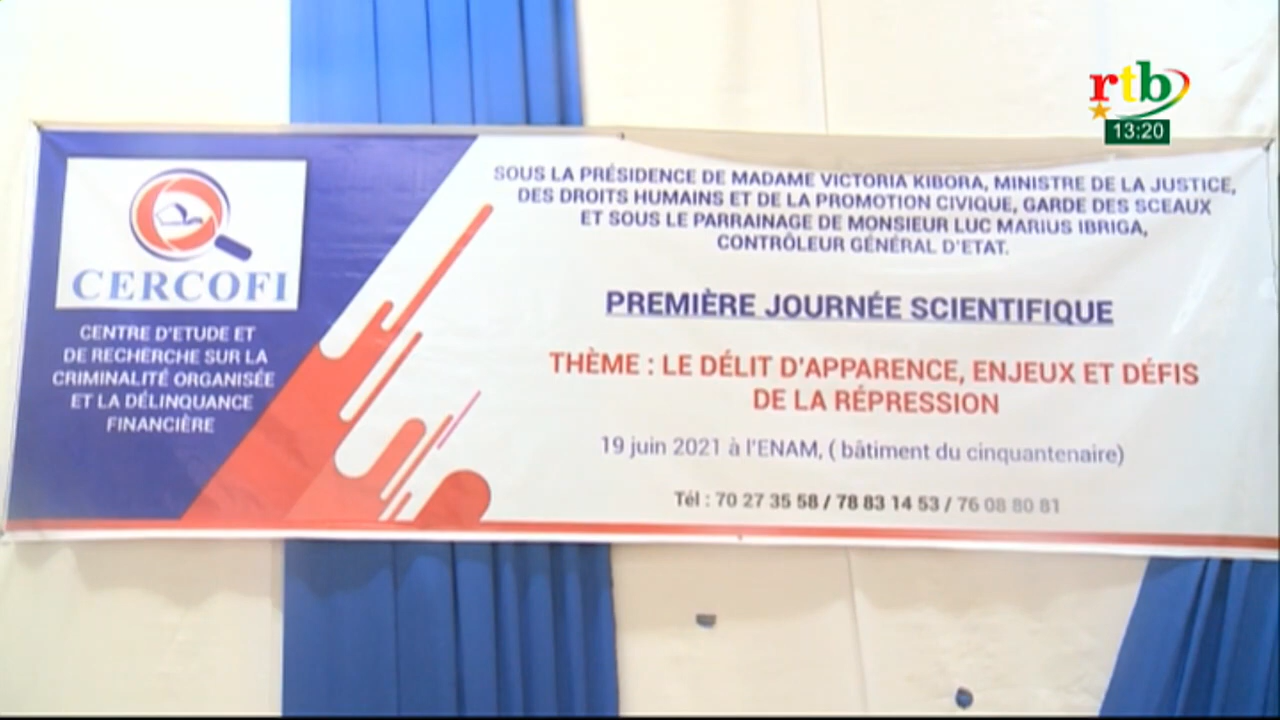 rtb
13:20
CERCOFI
CENTRE D'ETUDE ET
DE RECHERCHE SUR LA
CRIMINALITÉ ORGANISÉE
ET LA DÉLINQUANCE
FINANCIÈRE
SOUS LA PRÉSIDENCE DE MADAME VICTORIA KIBORA, MINISTRE DE LA JUSTICE,
DES DROITS HUMAINS ET DE LA PROMOTION CIVIQUE, GARDE DES SCEAUX
ET SOUS LE PARRAINAGE DE MONSIEUR LUC MARIUS IBRIGA,
CONTRÔLEUR GÉNÉRAL D'ETAT.
PREMIÈRE JOURNÉE SCIENTIFIQUE
THÈME : LE DÉLIT D'APPARENCE, ENJEUX ET DÉFIS
DE LA RÉPRESSION
19 juin 2021 à l'ENAM, ( bâtiment du cinquantenaire)
Tél : 70 27 35 58 / 78 83 14 53 / 76 08 80 81